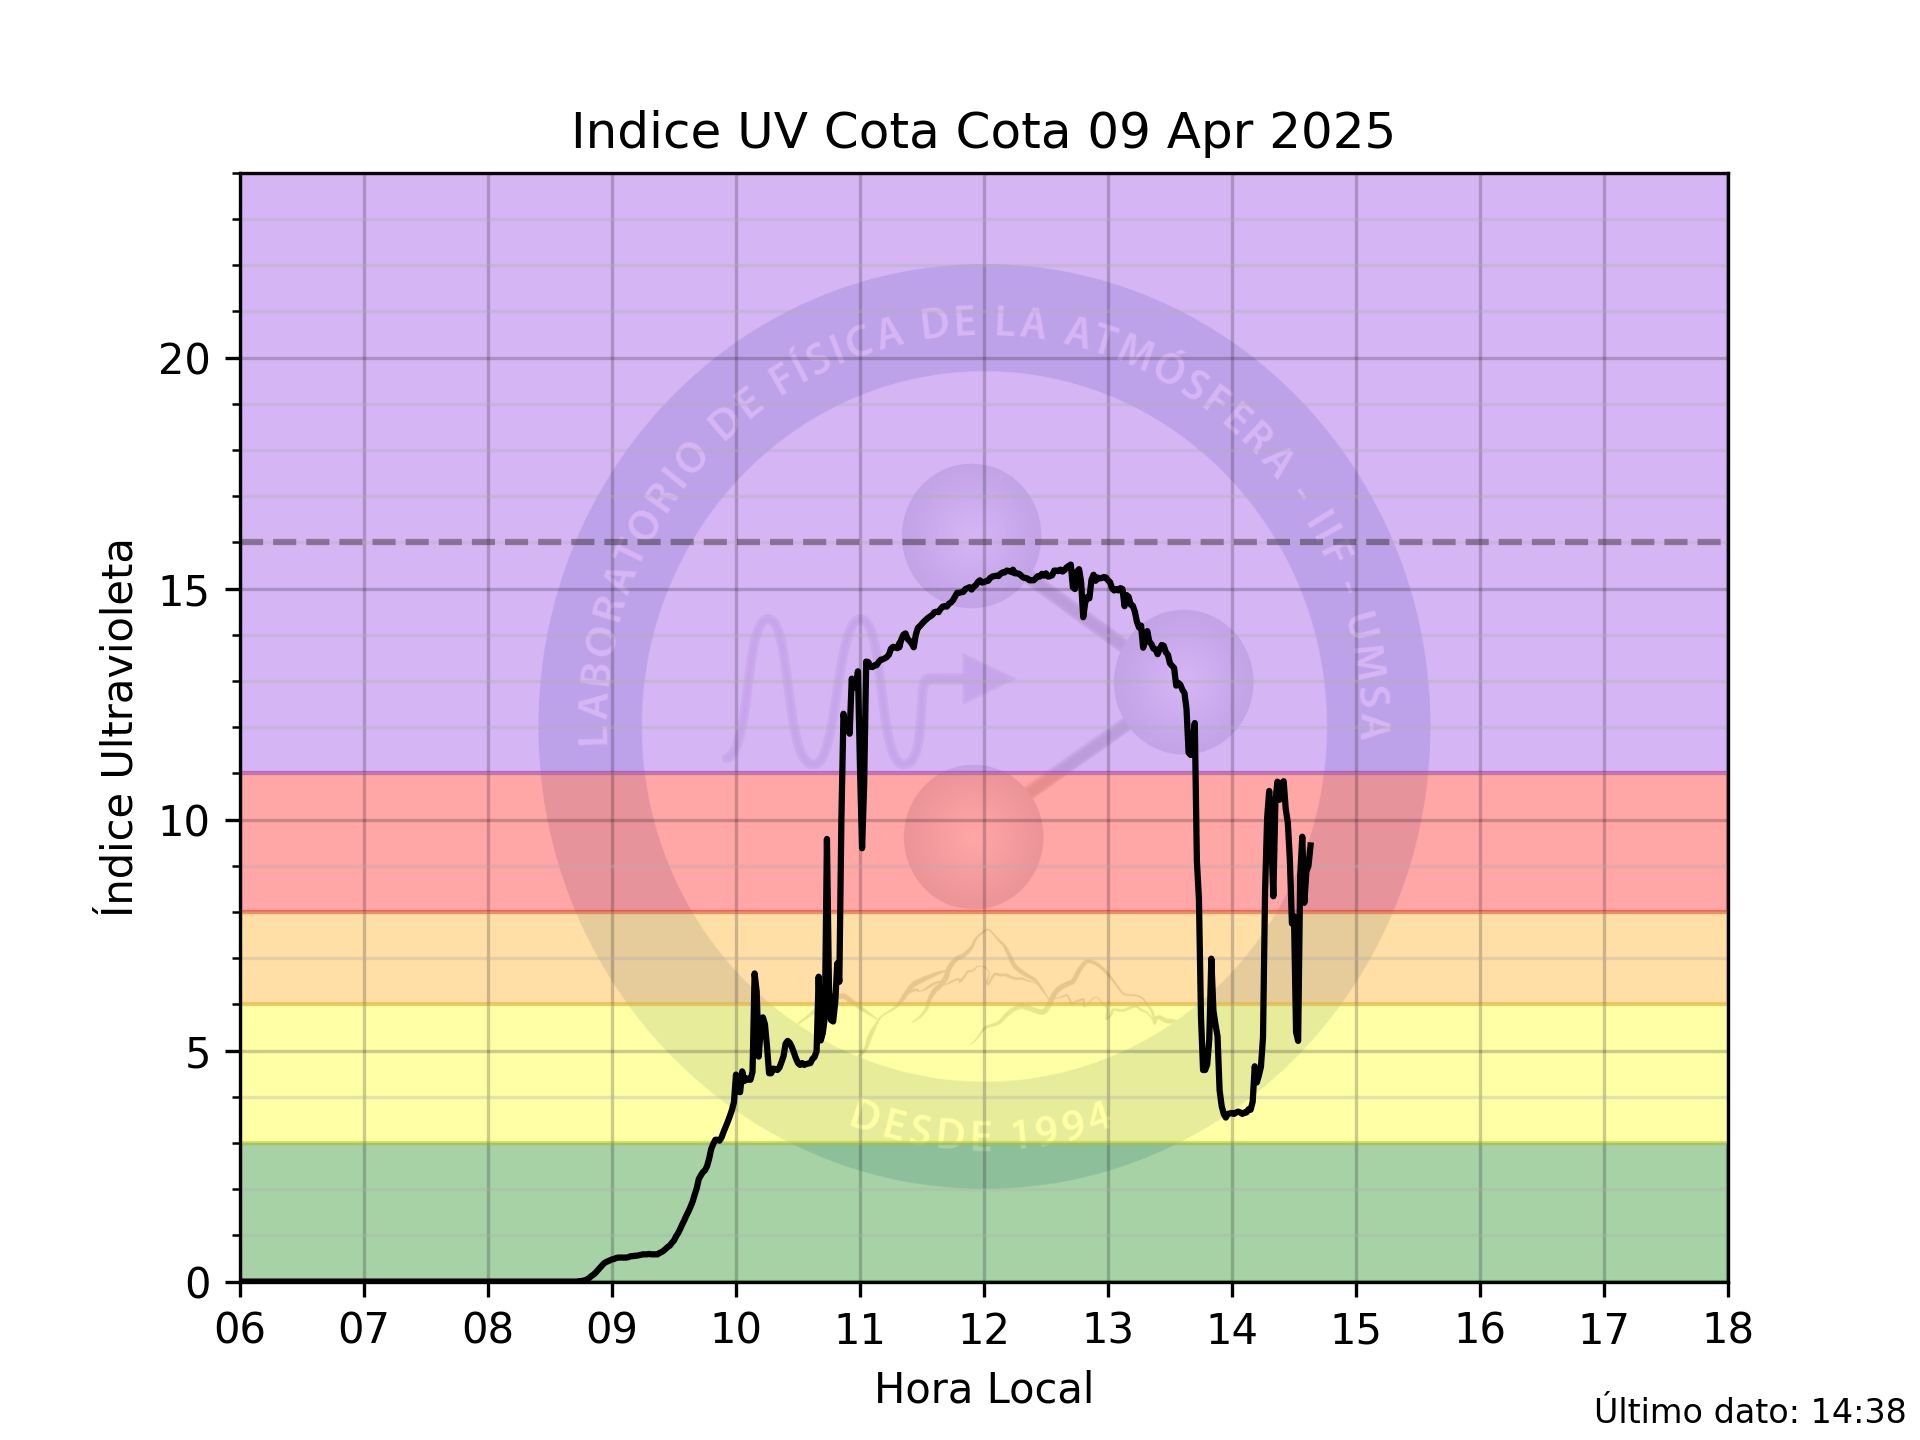 Indice UV Cota Cota 09 Apr 2025
Índice Ultravioleta
20
15
10
5
0
LABORATORIO DE FÍSICA DE LA ATMÓSFERA - IIF - UMSA
DESDE 1994
06 07 08 09 10 11 12 13 14 15 16 17 18
Hora Local
Último dato: 14:38